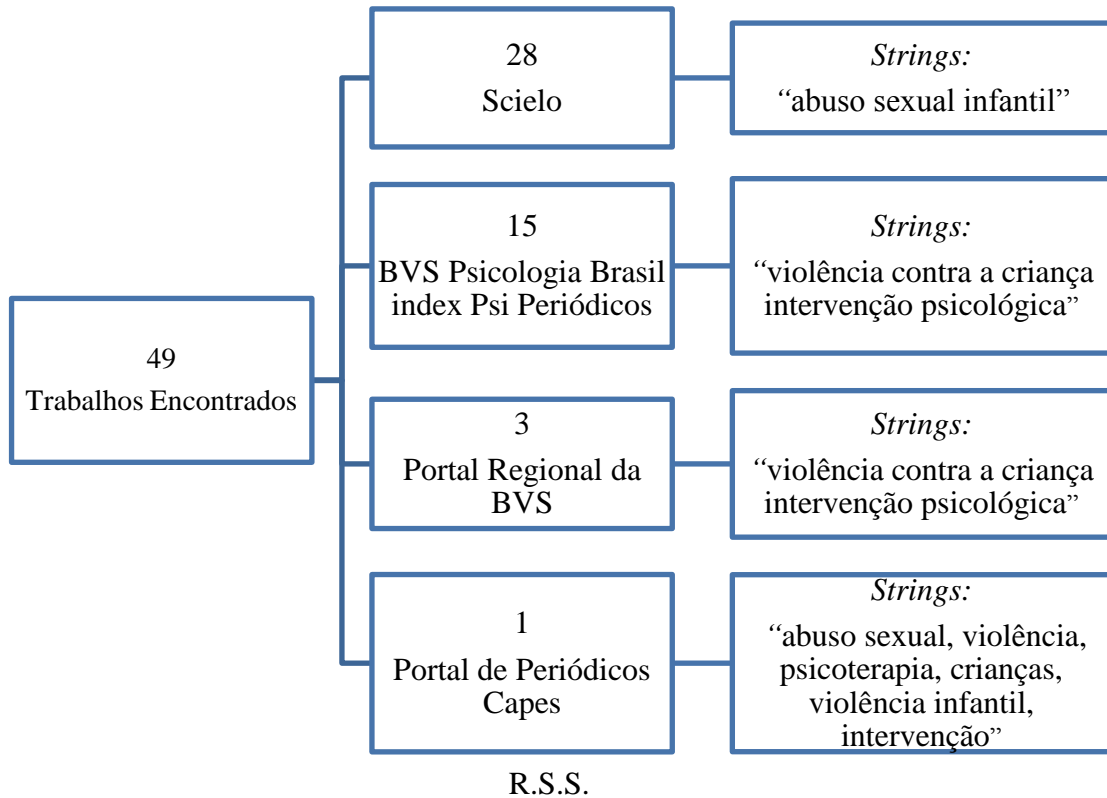 49
Trabalhos Encontrados
28
Scielo
Strings:
“abuso sexual infantil”
15
BVS Psicologia Brasil
index Psi Periódicos
Strings:
“violência contra a criança
intervenção psicológica”
3
Portal Regional da
BVS
Strings:
“violência contra a criança
intervenção psicológica”
1
Portal de Periódicos
Capes
Strings:
“abuso sexual, violência,
psicoterapia, crianças,
violência infantil,
intervenção”
R.S.S.